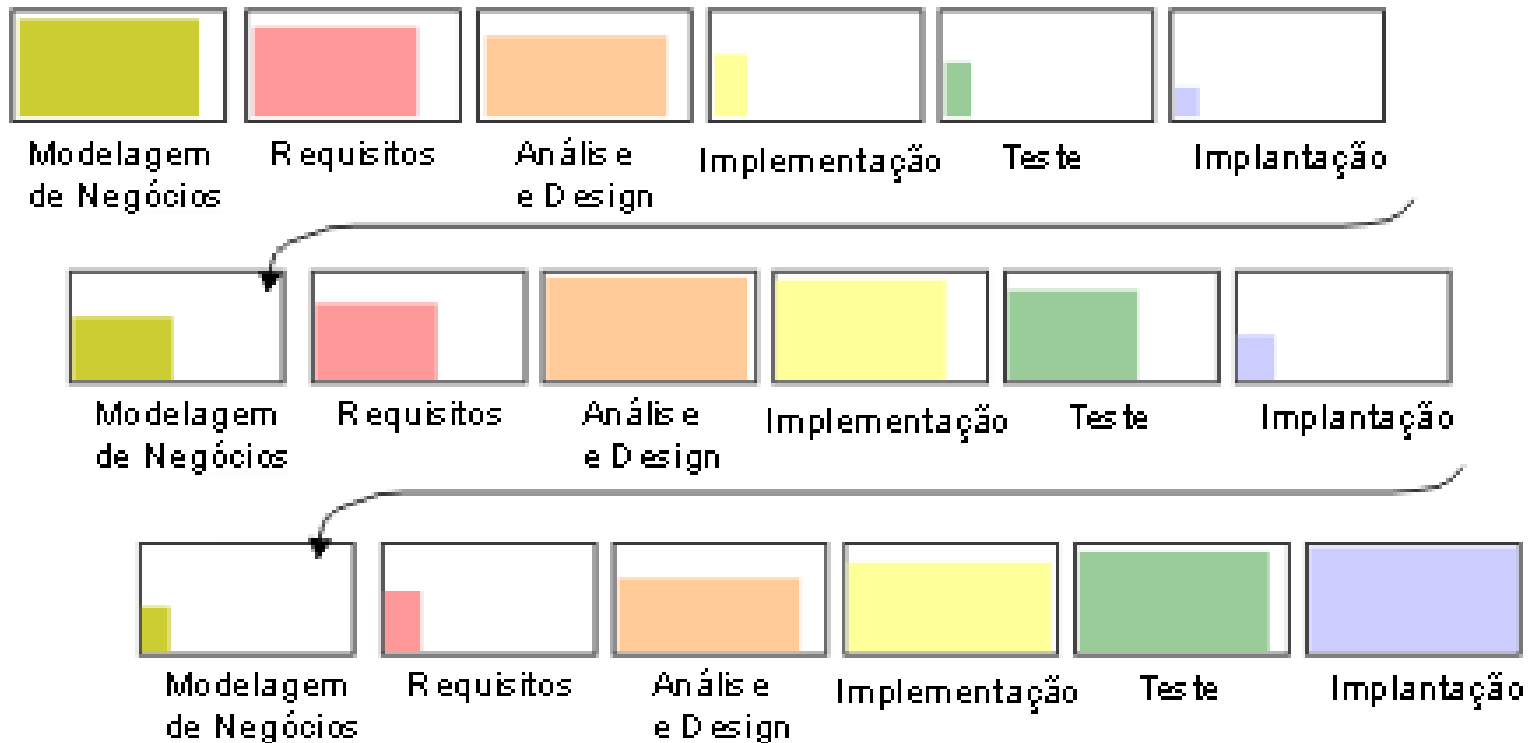 Modelagem
de Negócios
Requisitos
Análise
e Design
Implementação
Teste
Implantação
Modelagem
de Negócios
Requisitos
Análise
e Design
Implementação
Teste
Implantação
Modelagem
de Negócios
Requisitos
Análise
e Design
Implementação
Teste
Implantação